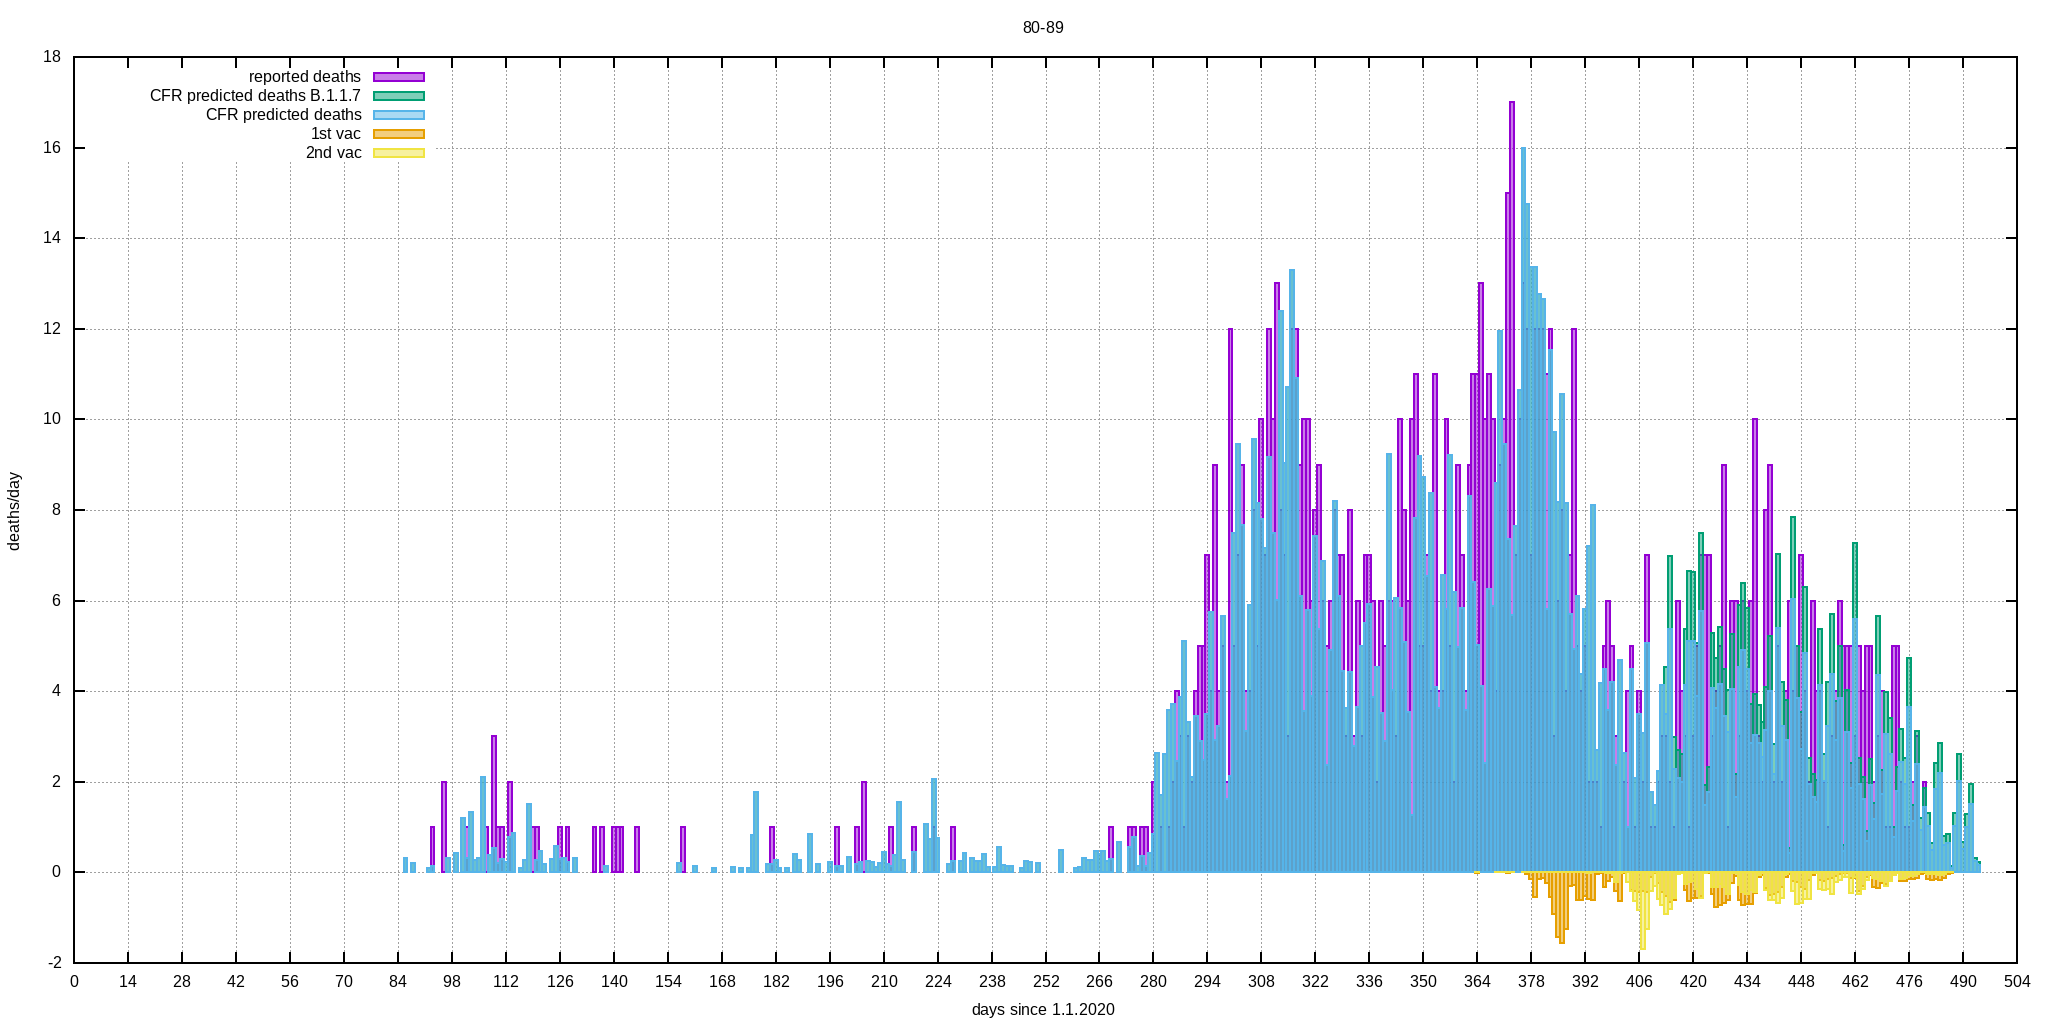 80-89
18
16
14
12
10
8
6
4
2
0
-2
deaths/day
reported deaths
CFR predicted deaths B.1.1.7
CFR predicted deaths
1st vac
2nd vac
0 14 28 42 56 70 84 98 112 126 140 154 168 182 196 210 224 238 252 266 280 294 308 322 336 350 364 378 392 406 420 434 448 462 476 490 504
days since 1.1.2020